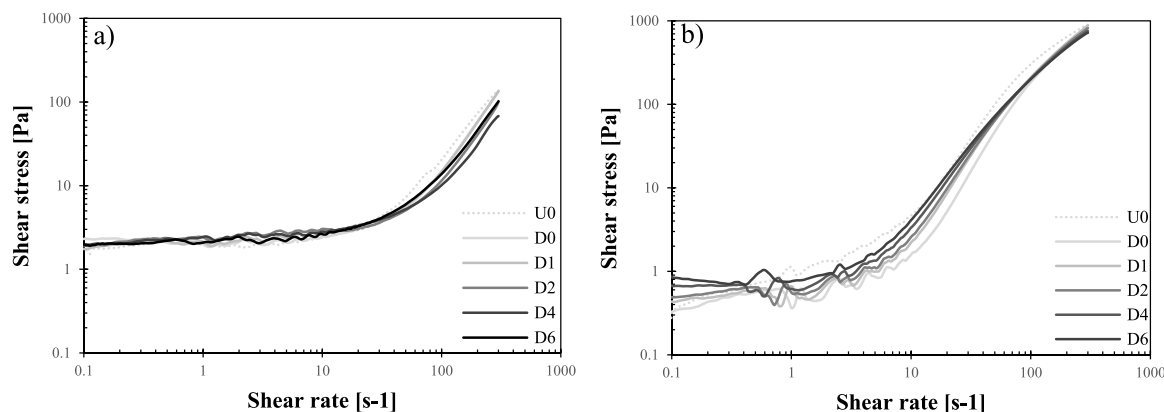 a)
Shear stress [Pa]
1000
100
10
1
0.1
U0
D0
D1
D2
D4
D6
0.1 1 10 100 1000
Shear rate [s-1]
b)
Shear stress [Pa]
1000
100
10
1
0.1
U0
D0
D1
D2
D4
D6
0.1 1 10 100 1000
Shear rate [s-1]